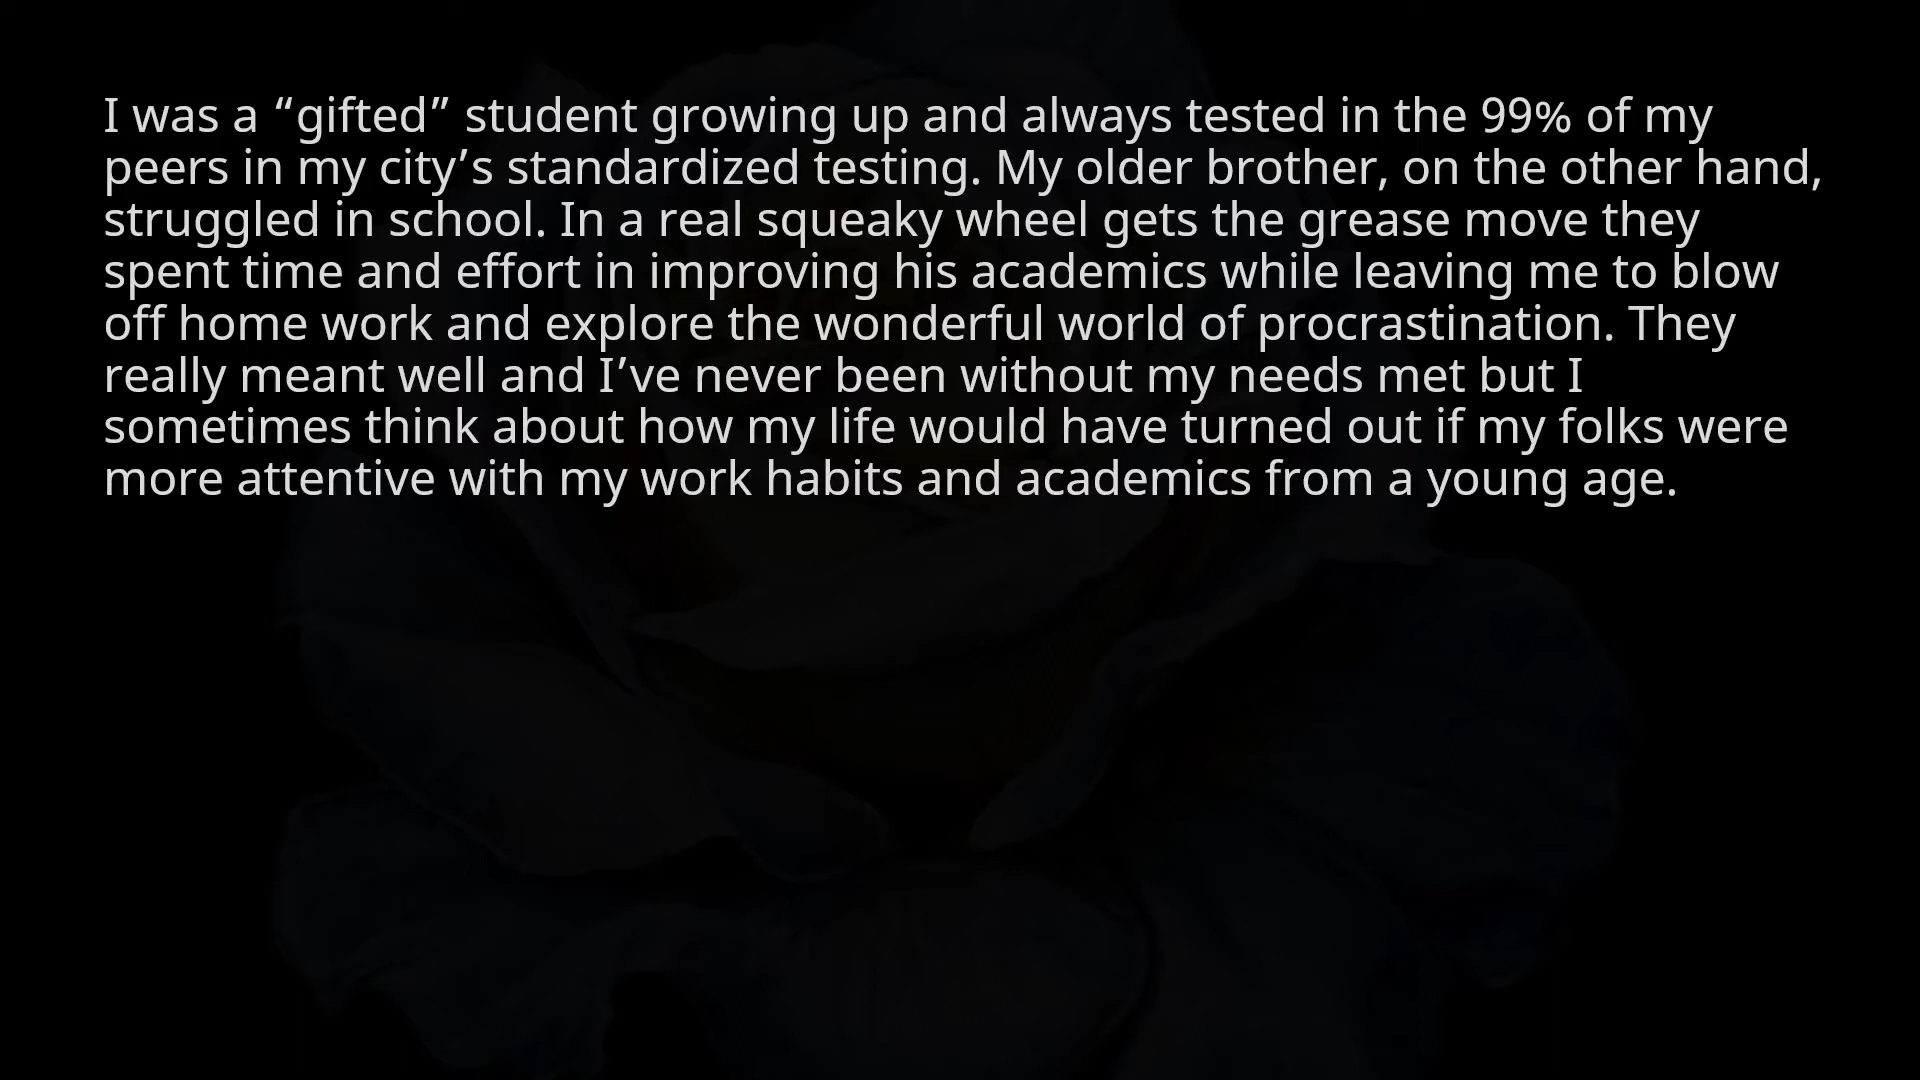 I was a “gifted” student growing up and always tested in the 99% of my
peers in my city’s standardized testing. My older brother, on the other hand,
struggled in school. In a real squeaky wheel gets the grease move they
spent time and effort in improving his academics while leaving me to blow
off home work and explore the wonderful world of procrastination. They
really meant well and I’ve never been without my needs met but I
sometimes think about how my life would have turned out if my folks were
more attentive with my work habits and academics from a young age.